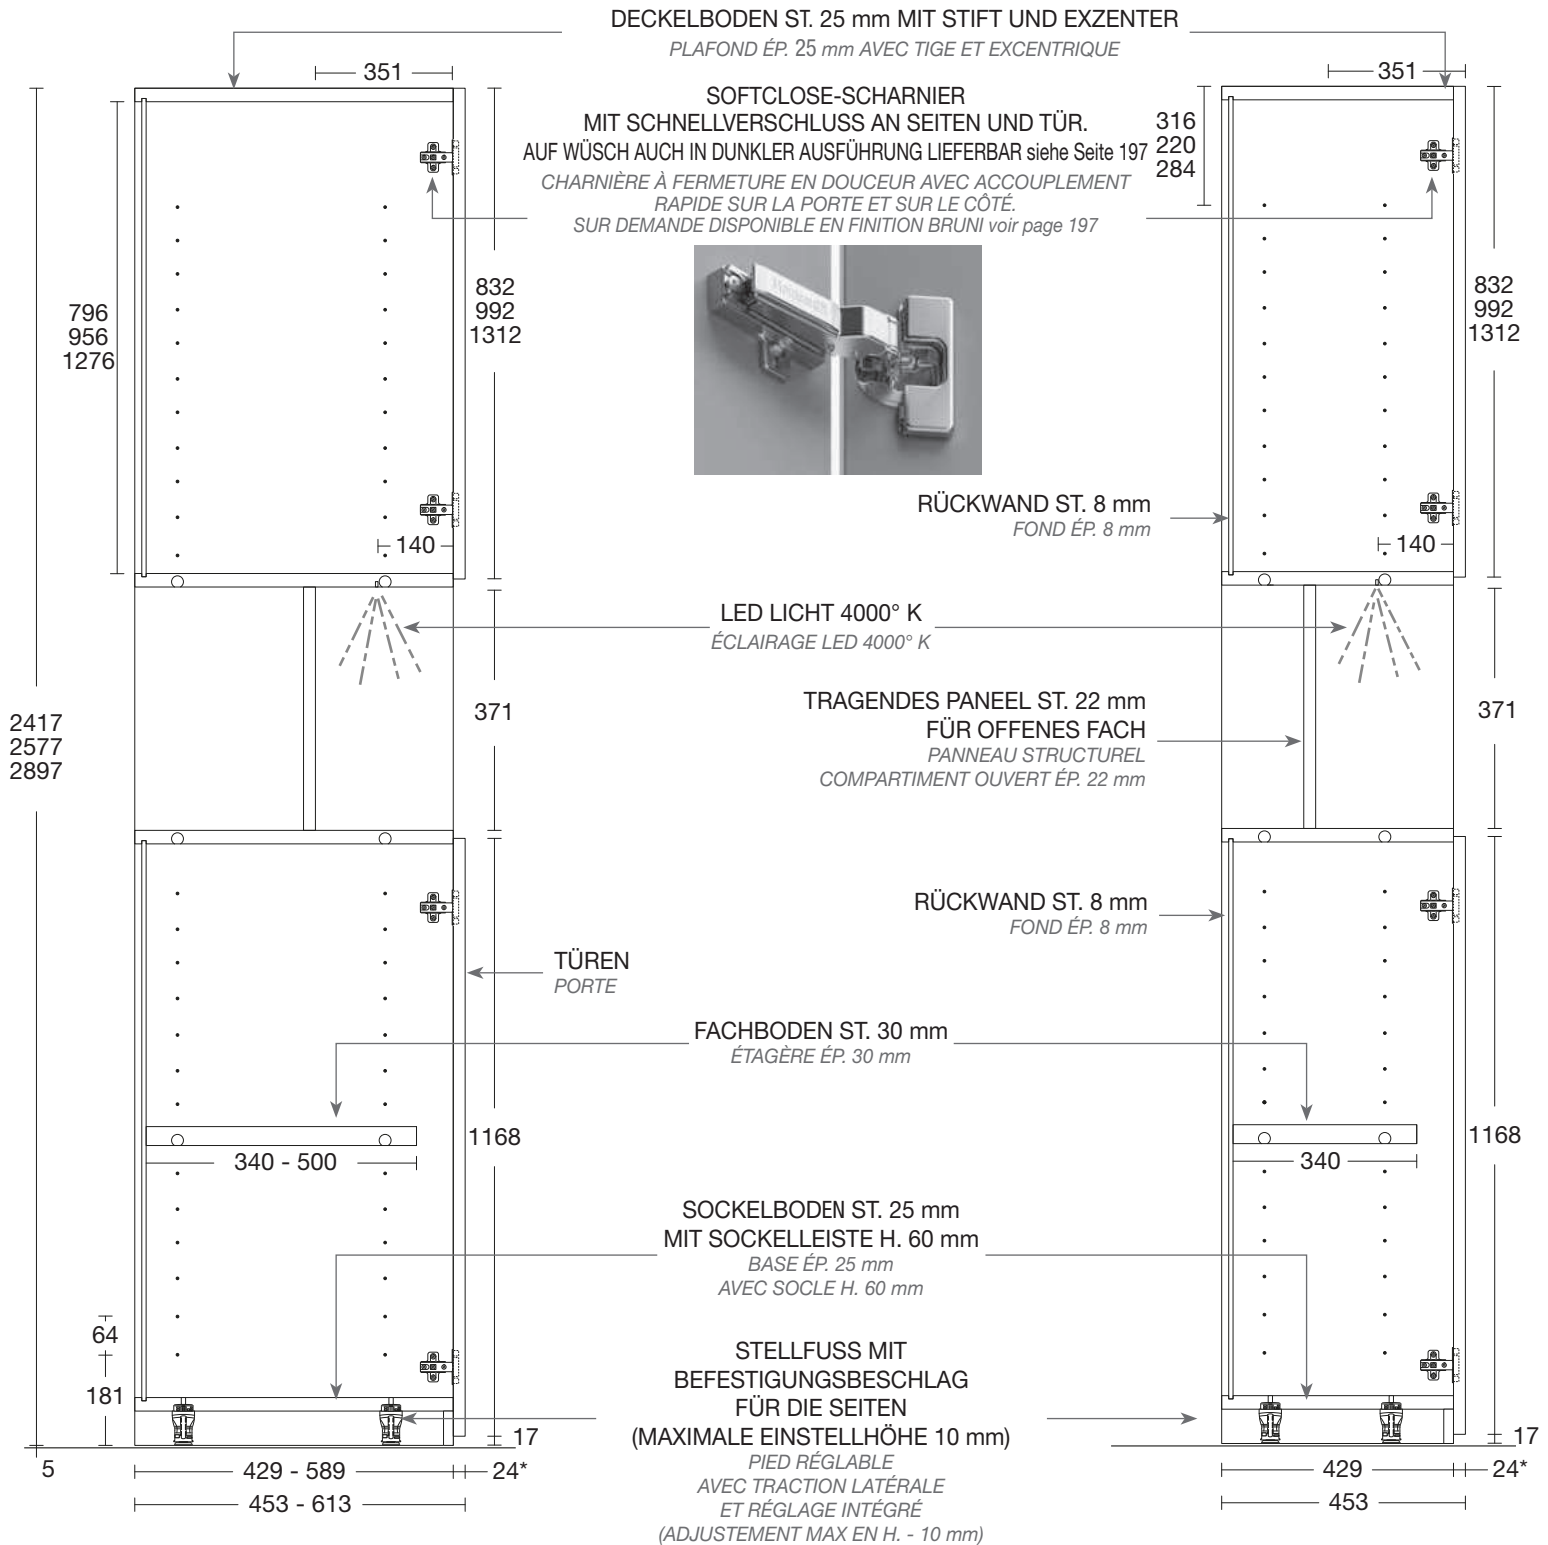 DECKELBODEN ST. 25 mm MIT STIFT UND EXZENTER
PLAFOND ÉP. 25 mm AVEC TIGE ET EXCENTRIQUE
351
351
SOFTCLOSE-SCHARNIER
MIT SCHNELLVERSCHLUSS AN SEITEN UND TÜR.
AUF WÜSCH AUCH IN DUNKLER AUSFÜHRUNG LIEFERBAR siehe Seite 197
CHARNIÈRE À FERMETURE EN DOUCEUR AVEC ACCOUPLEMENT
RAPIDE SUR LA PORTE ET SUR LE CÔTÉ.
SUR DEMANDE DISPONIBLE EN FINITION BRUNI voir page 197
316
220
284
796
956
1276
832
992
1312
832
992
1312
RÜCKWAND ST. 8 mm
FOND ÉP. 8 mm
140
140
LED LICHT 4000° K
ÉCLAIRAGE LED 4000° K
2417
2577
2897
371
TRAGENDES PANEEL ST. 22 mm
FÜR OFFENES FACH
PANNEAU STRUCTUREL
COMPARTIMENT OUVERT ÉP. 22 mm
371
RÜCKWAND ST. 8 mm
FOND ÉP. 8 mm
TÜREN
PORTE
FACHBODEN ST. 30 mm
ÉTAGÈRE ÉP. 30 mm
1168
1168
340 - 500
340
SOCKELBODEN ST. 25 mm
MIT SOCKELLEISTE H. 60 mm
BASE ÉP. 25 mm
AVEC SOCLE H. 60 mm
64
181
STELLFUSS MIT
BEFESTIGUNGSBESCHLAG
FÜR DIE SEITEN
(MAXIMALE EINSTELLHÖHE 10 mm)
PIED RÉGLABLE
AVEC TRACTION LATÉRALE
ET RÉGLAGE INTÉGRÉ
(ADJUSTEMENT MAX EN H. - 10 mm)
17
17
5
429 - 589
24*
429
24*
453 - 613
453